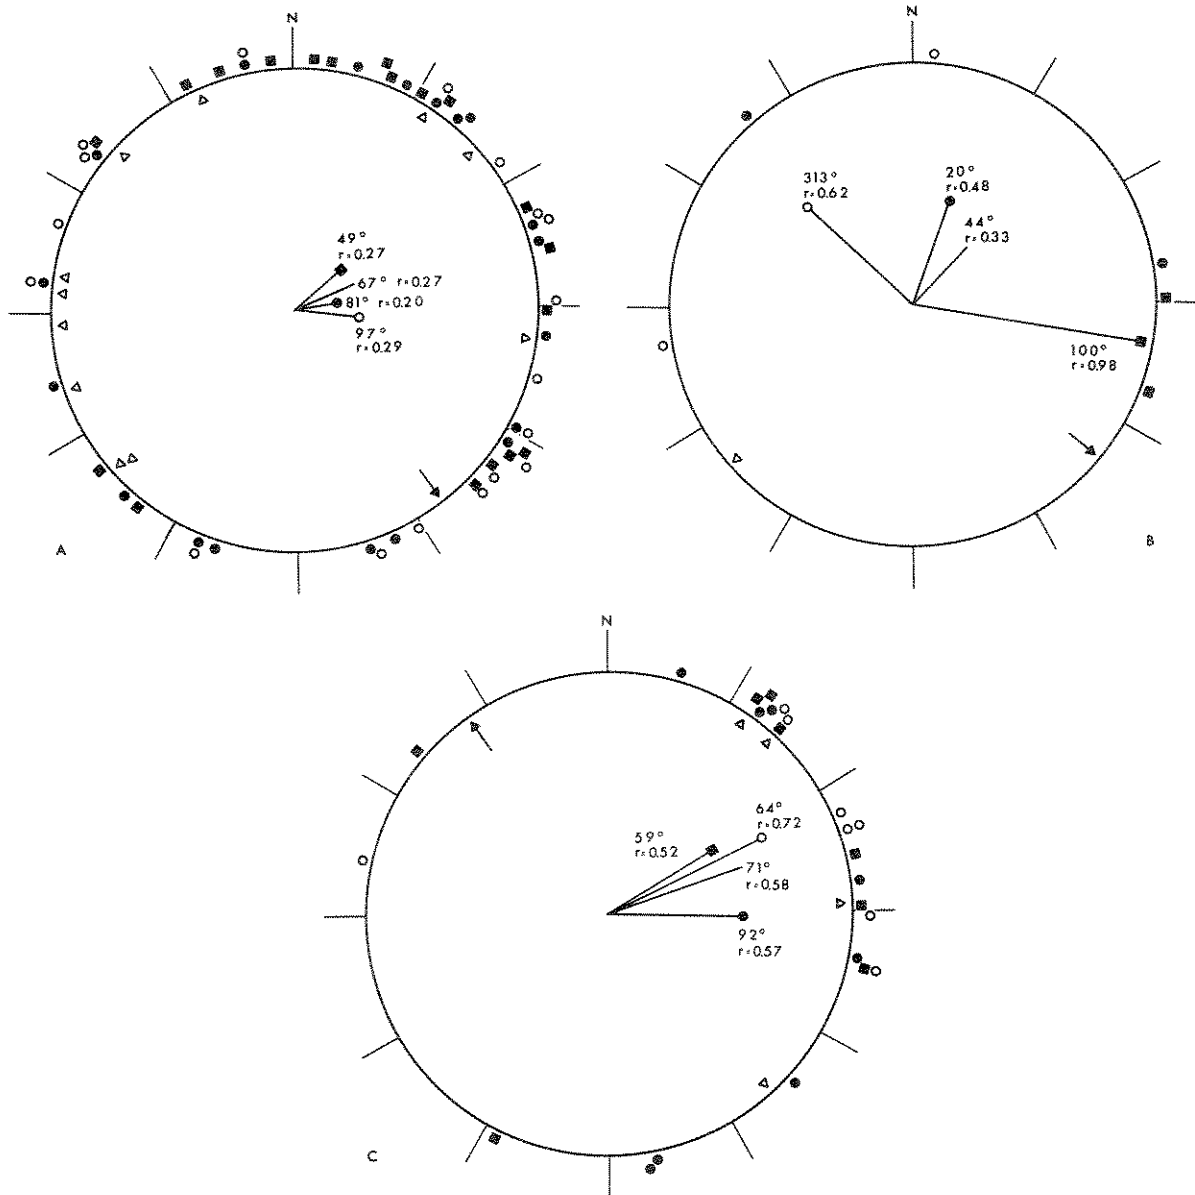 N
49°
r=0.27
67° r=0.27
81° r=0.20
97°
r=0.29
A
N
313°
r=0.62
20°
r=0.48
44°
r=0.33
100°
r=0.98
B
N
64°
r=0.72
59°
r=0.52
71°
r=0.58
92°
r=0.57
C